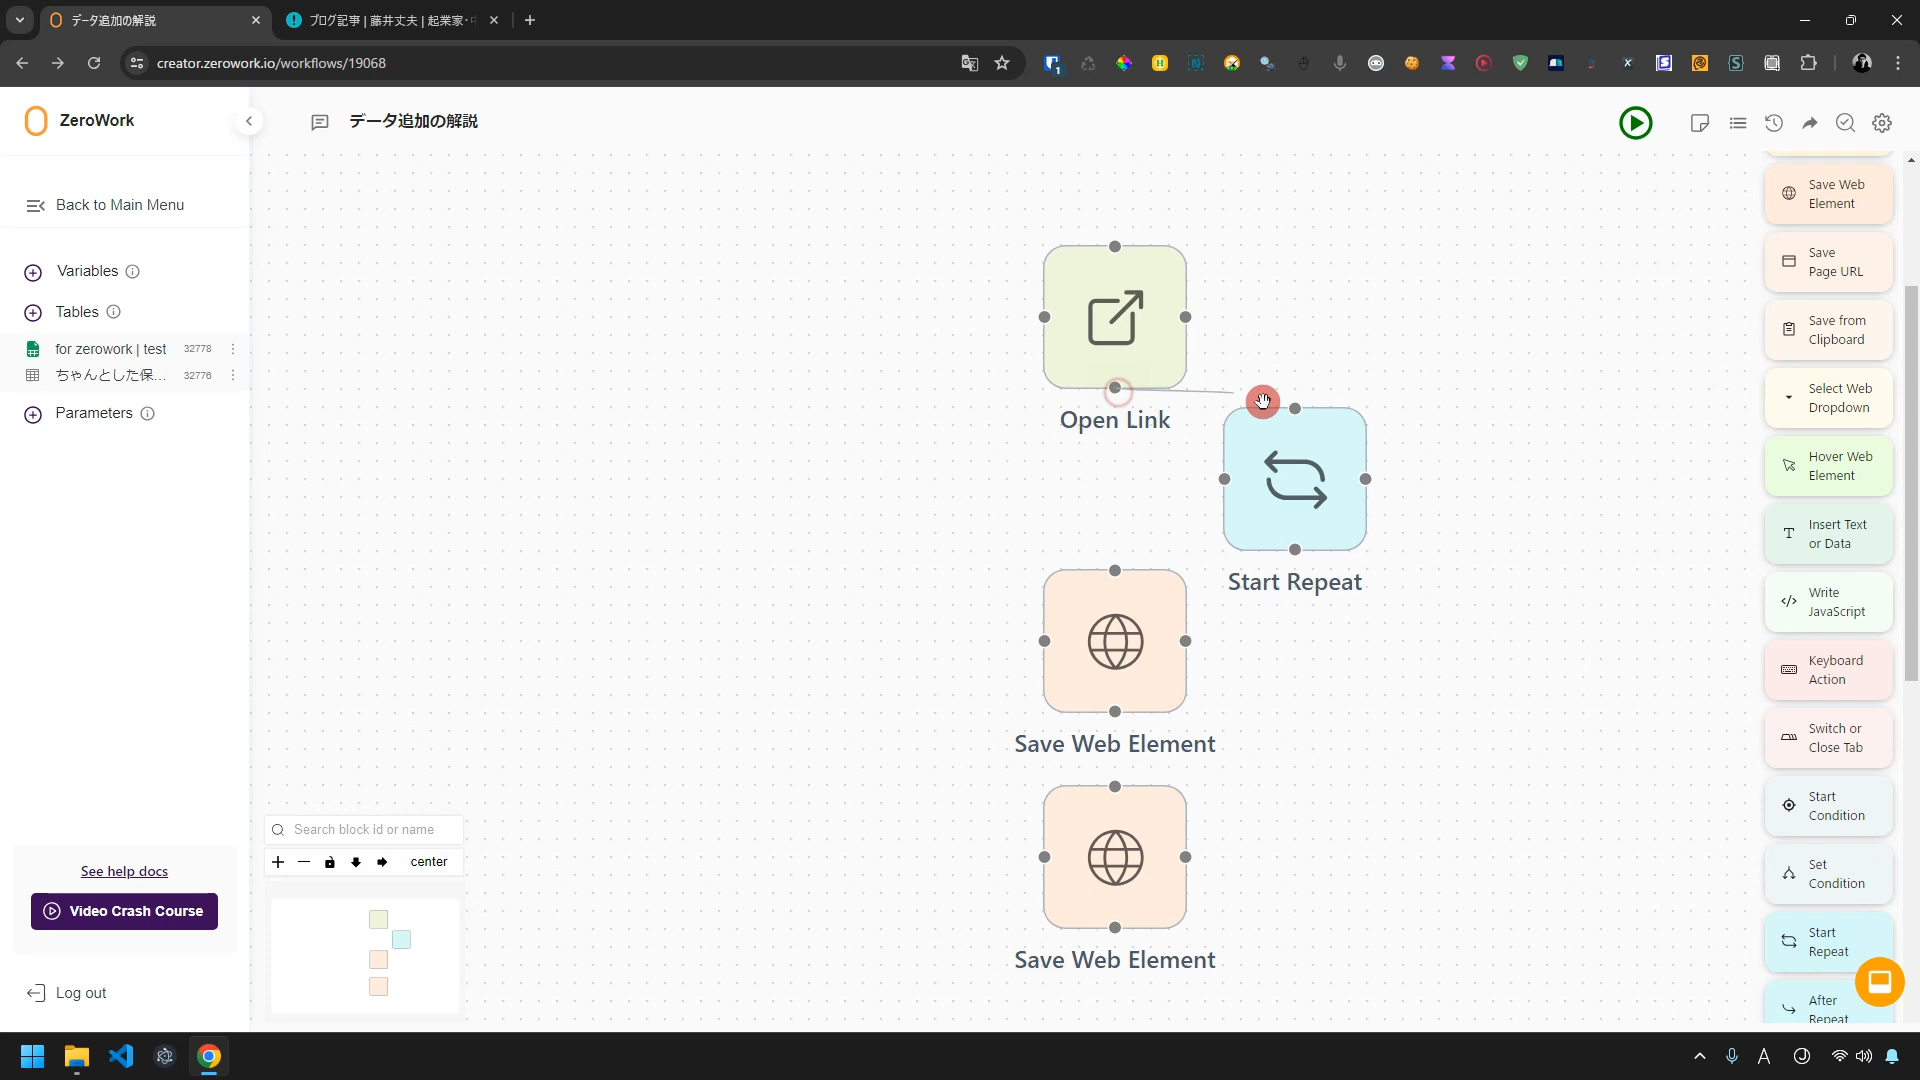 データ追加の解説
ブログ記事 | 藤井丈夫 | 起業家・
creator.zerowork.io/workflows/19068
1
ZeroWork
データ追加の解説
Back to Main Menu
Variables
Tables
for zerowork | test 32778
ちゃんとした保... 32776
Parameters
Open Link
Start Repeat
Save Web Element
Save Web Element
Search block id or name
center
See help docs
Video Crash Course
Log out
Save Web
Element
Save
Page URL
Save from
Clipboard
Select Web
Dropdown
Hover Web
Element
Insert Text
or Data
Write
JavaScript
Keyboard
Action
Switch or
Close Tab
Start
Condition
Set
Condition
Start
Repeat
After
Repeat